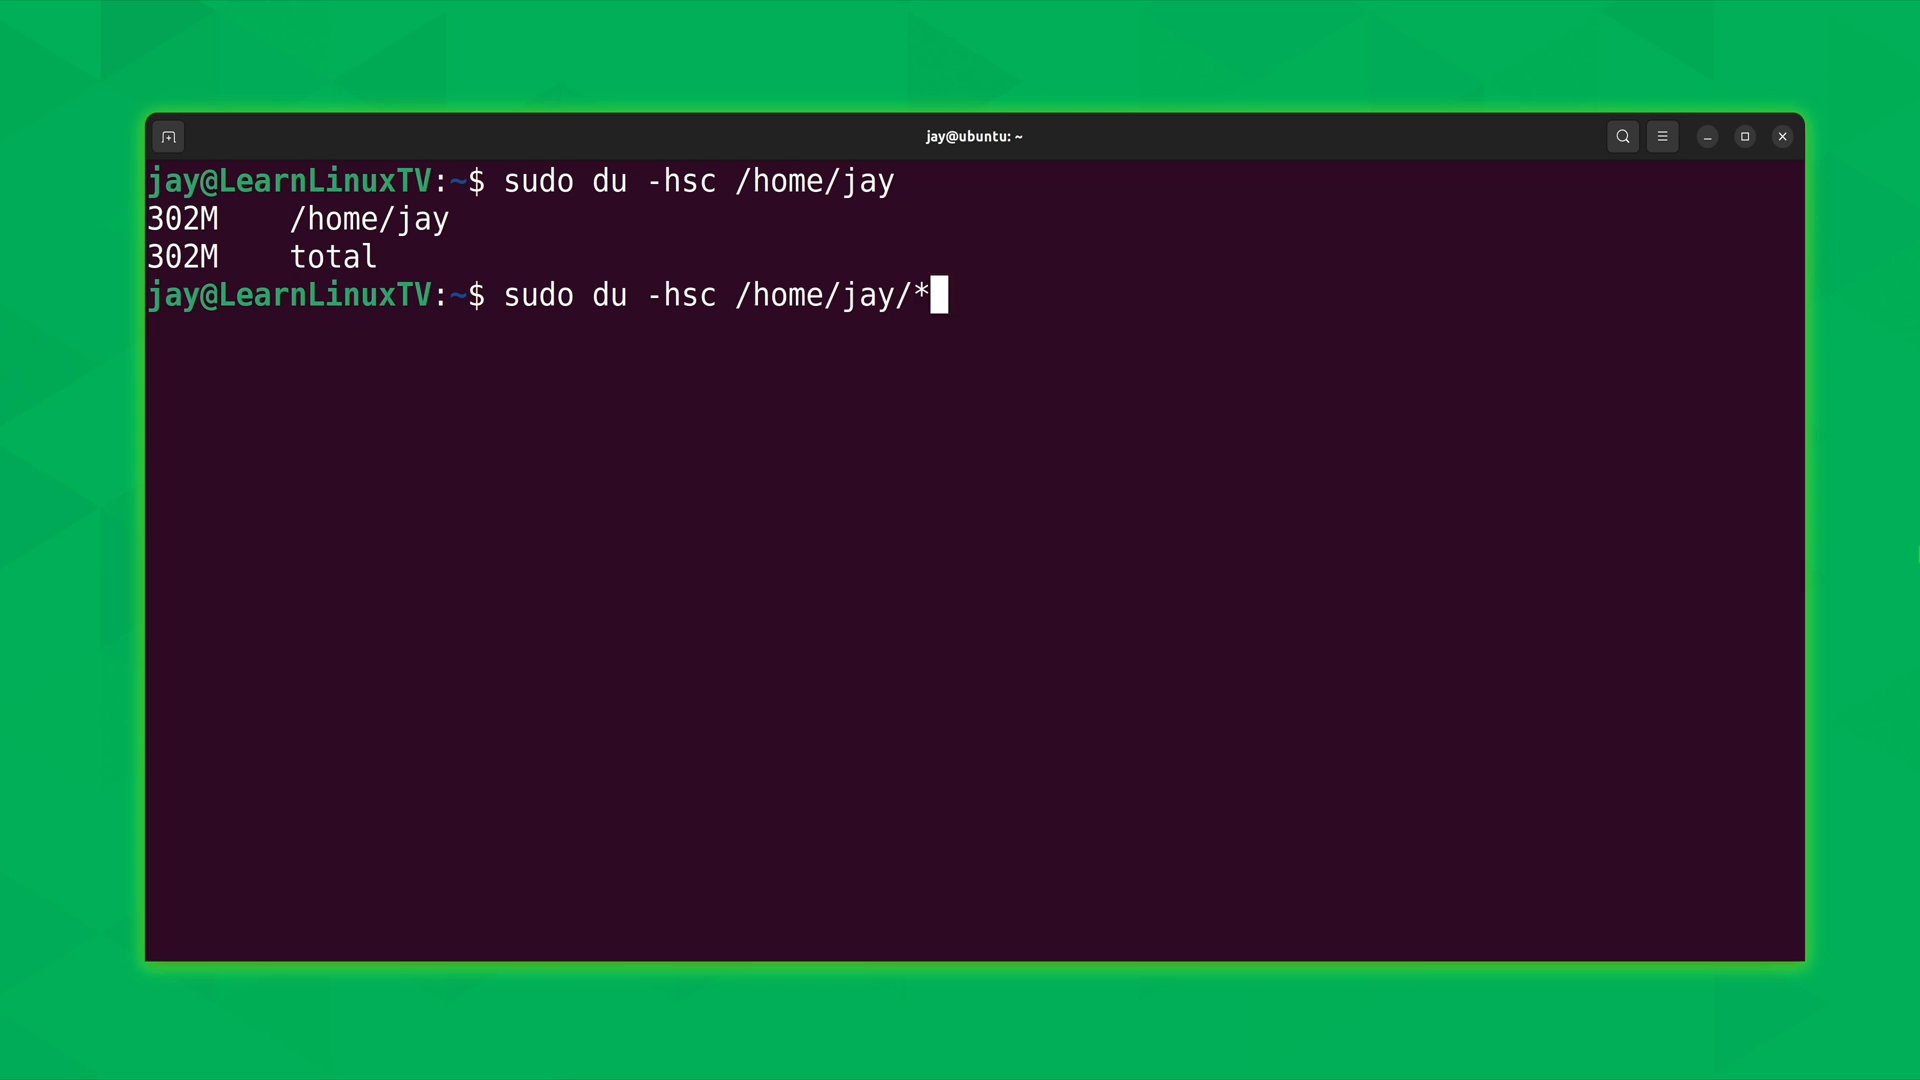 jay@ubuntu: ~
jay@LearnLinuxTV:~$ sudo du -hsc /home/jay
302M    /home/jay
302M    total
jay@LearnLinuxTV:~$ sudo du -hsc /home/jay/*